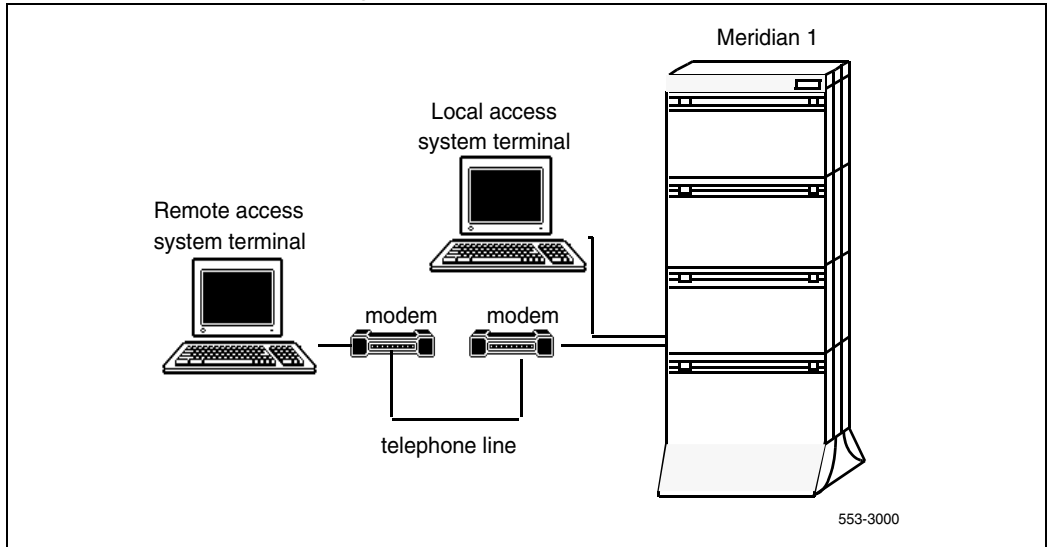 Meridian 1
Local access
system terminal
Remote access
system terminal
modem
modem
telephone line
553-3000